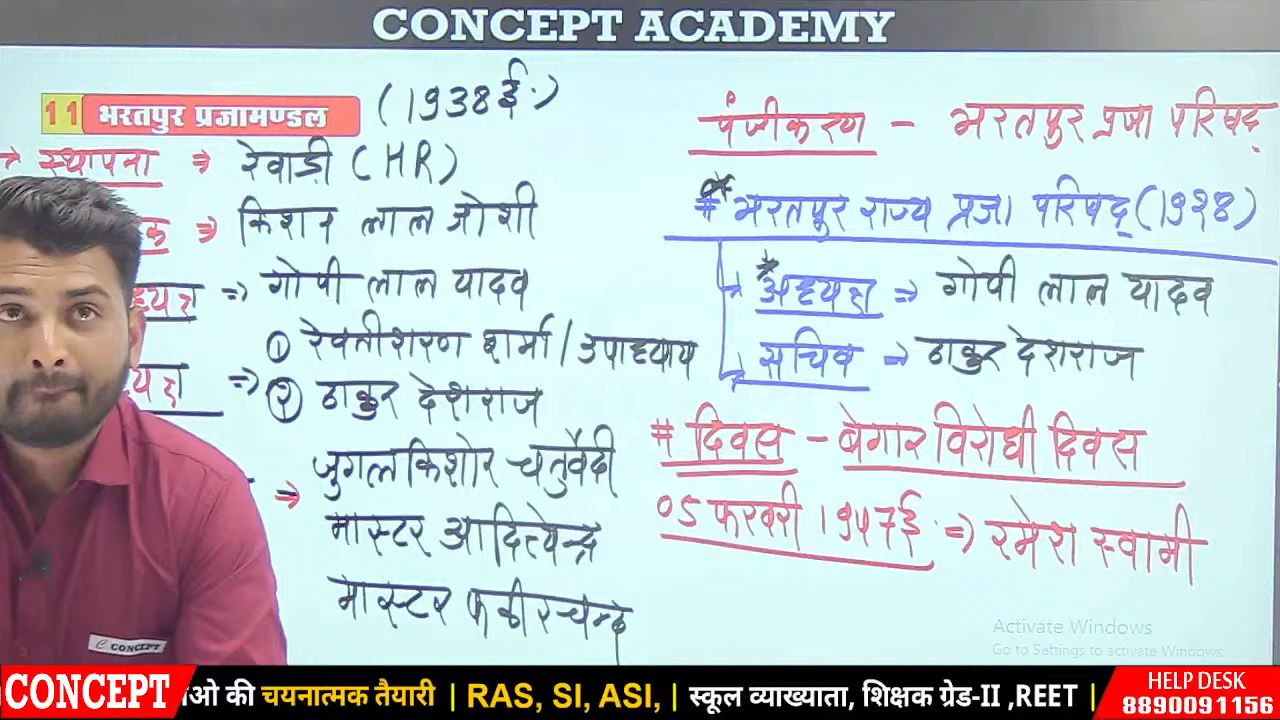 CONCEPT ACADEMY
11 भरतपुर प्रजामण्डल (1938ई.)
→ स्थापना ⇒ रेवाड़ी (HR)
⇒ किशन लाल जोशी
⇒ गोपी लाल यादव
① रेवतीशरण शर्मा / उपाध्याय
⇒ ② ठाकुर देशराज
जुगलकिशोर चतुर्वेदी
→ मास्टर आदित्येन्द्र
मास्टर फकीरचन्द
पंजीकरण - भरतपुर प्रजा परिषद्
# भरतपुर राज्य प्रजा परिषद् (1928)
→ अध्यक्ष ⇒ गोपी लाल यादव
→ सचिव ⇒ ठाकुर देशराज
# दिवस - बेगार विरोधी दिवस
05 फरवरी 1947ई. ⇒ रमेश स्वामी
CONCEPT
Activate Windows
Go to Settings to activate Windows.
CONCEPT ाओ की चयनात्मक तैयारी | RAS, SI, ASI, | स्कूल व्याख्याता, शिक्षक ग्रेड-II ,REET |
HELP DESK
8890091156